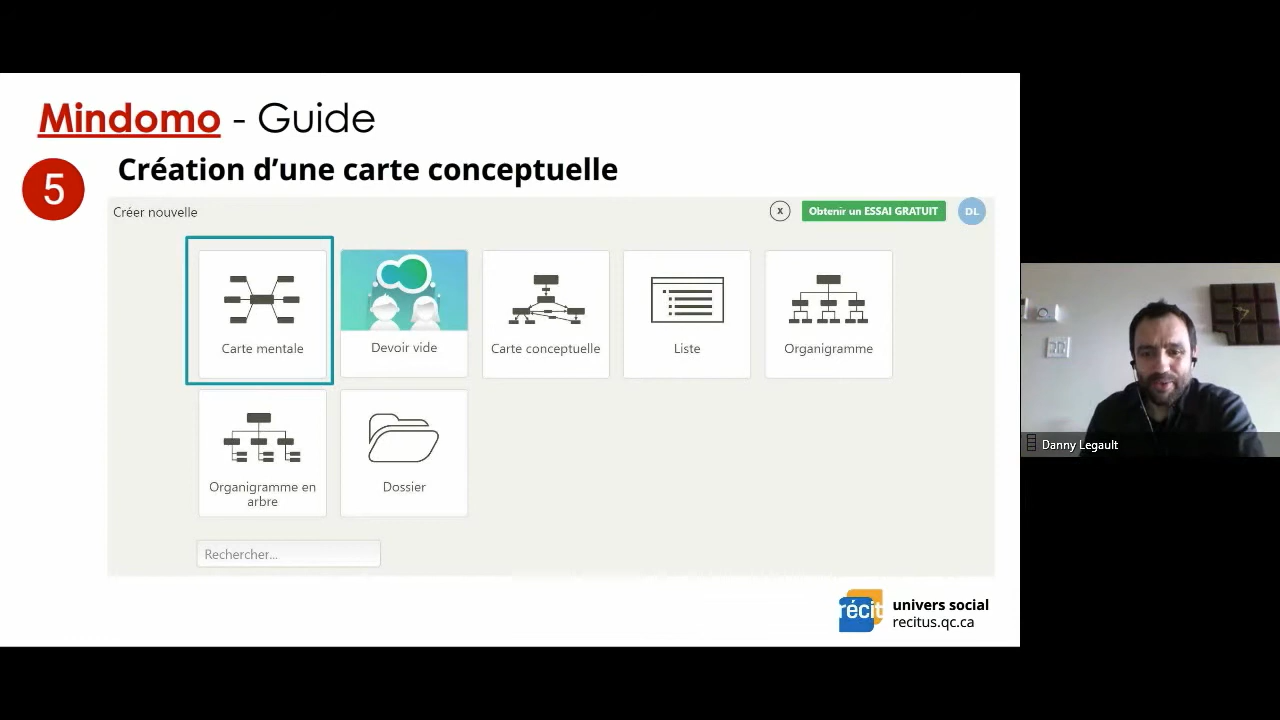 Mindomo - Guide
5
Création d’une carte conceptuelle
Créer nouvelle
x
Obtenir un ESSAI GRATUIT
DL
Carte mentale
Devoir vide
Carte conceptuelle
Liste
Organigramme
Organigramme en
arbre
Dossier
Rechercher...
récit
univers social
recitus.qc.ca
Danny Legault